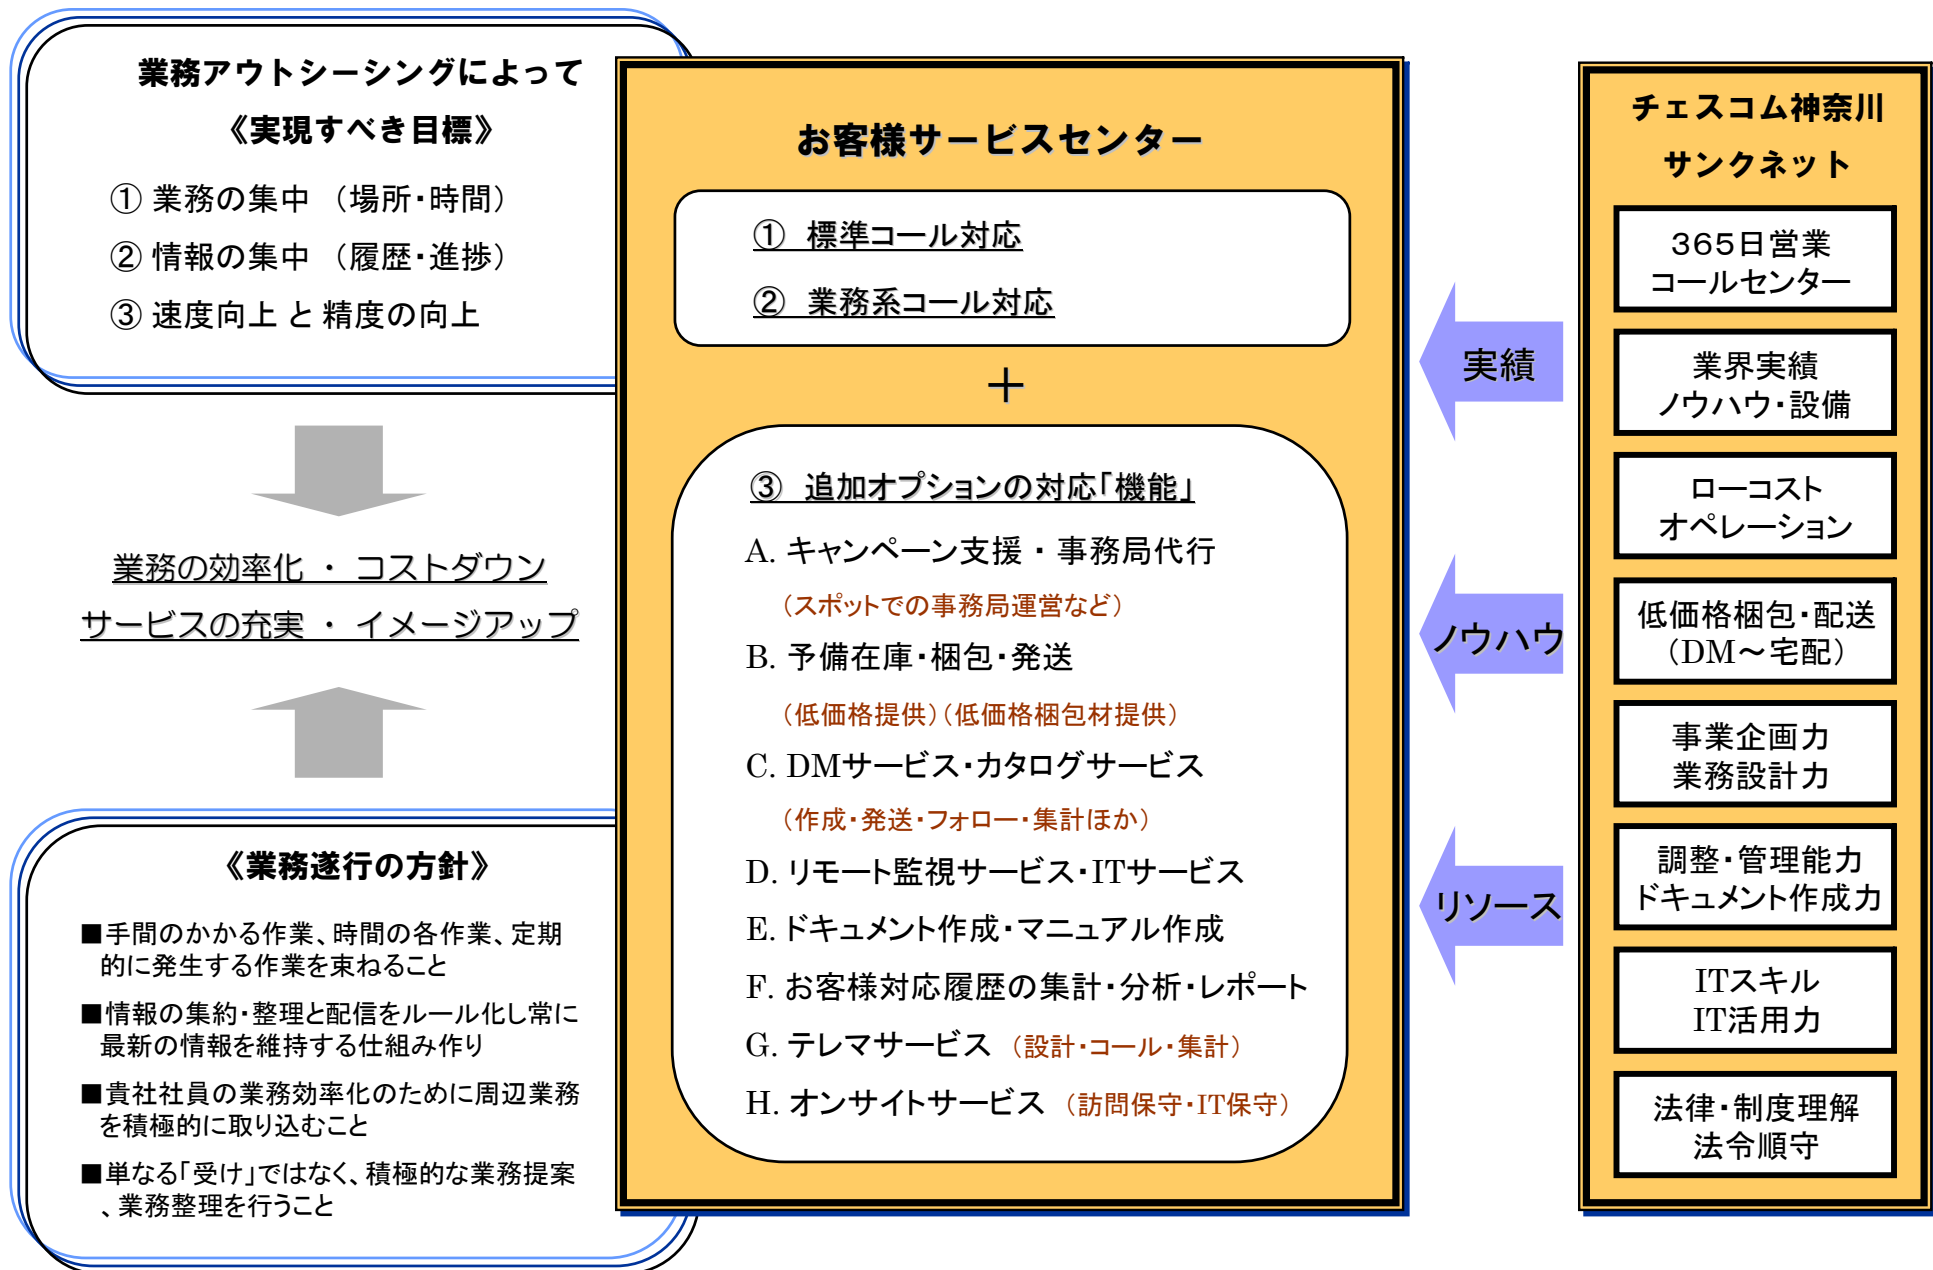 業務アウトシーシングによって
《実現すべき目標》
① 業務の集中 （場所・時間）
② 情報の集中 （履歴・進捗）
③ 速度向上 と 精度の向上
業務の効率化 ・ コストダウン
サービスの充実 ・ イメージアップ
《業務遂行の方針》
■手間のかかる作業、時間の各作業、定期
的に発生する作業を束ねること
■情報の集約・整理と配信をルール化し常に
最新の情報を維持する仕組み作り
■貴社社員の業務効率化のために周辺業務
を積極的に取り込むこと
■単なる「受け」ではなく、積極的な業務提案
、業務整理を行うこと
お客様サービスセンター
① 標準コール対応
② 業務系コール対応
＋
③ 追加オプションの対応「機能」
A. キャンペーン支援 ・ 事務局代行
（スポットでの事務局運営など）
B. 予備在庫・梱包・発送
（低価格提供）（低価格梱包材提供）
C. DMサービス・カタログサービス
（作成・発送・フォロー・集計ほか）
D. リモート監視サービス・ITサービス
E. ドキュメント作成・マニュアル作成
F. お客様対応履歴の集計・分析・レポート
G. テレマサービス （設計・コール・集計）
H. オンサイトサービス （訪問保守・IT保守）
実績
ノウハウ
リソース
チェスコム神奈川
サンクネット
３６５日営業
コールセンター
業界実績
ノウハウ・設備
ローコスト
オペレーション
低価格梱包・配送
（DM～宅配）
事業企画力
業務設計力
調整・管理能力
ドキュメント作成力
ITスキル
IT活用力
法律・制度理解
法令順守